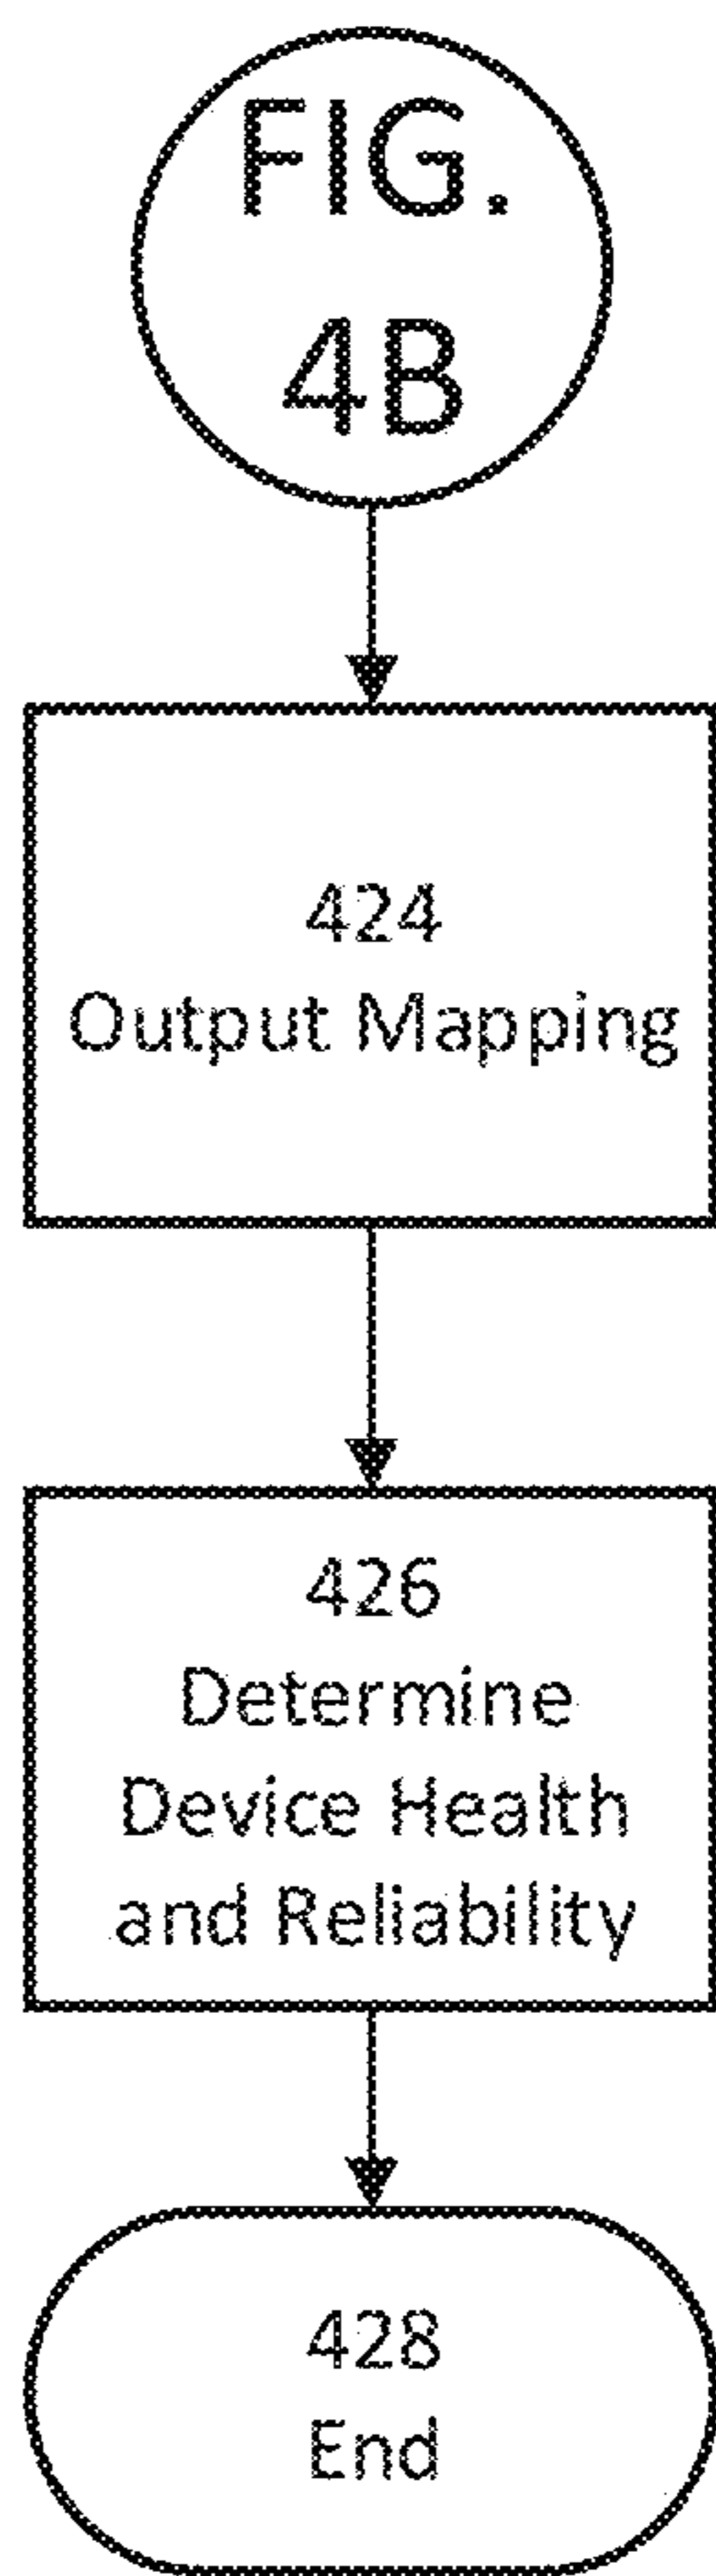 FIG.
4B
424
Output Mapping
426
Determine
Device Health
and Reliability
428
End